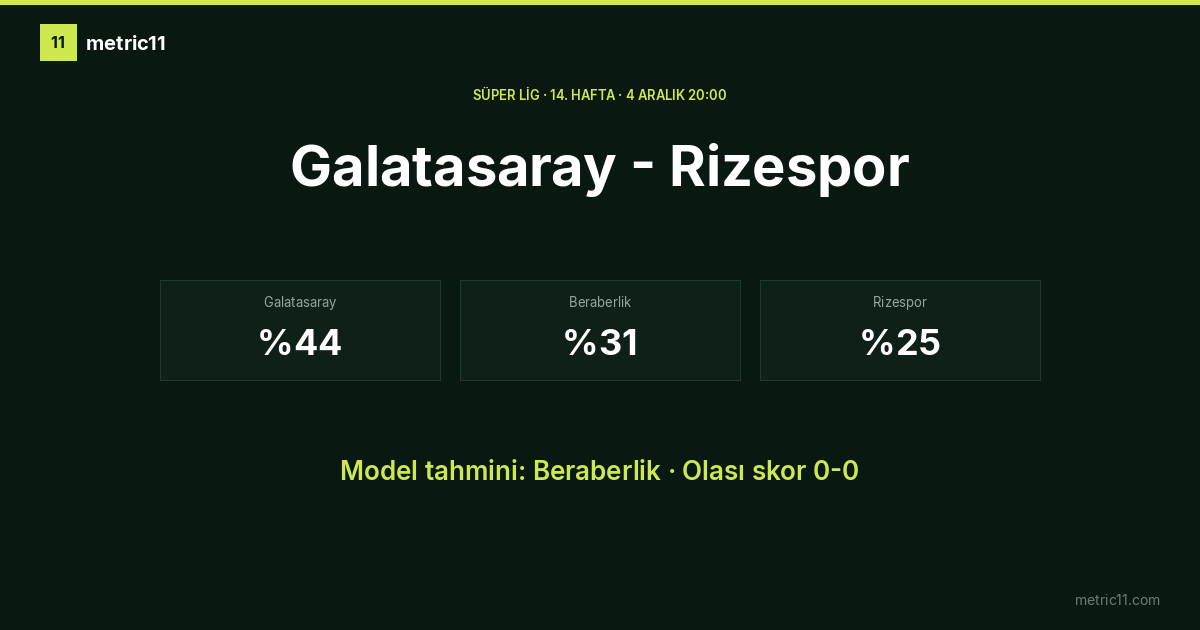 11 metric11
SÜPER LİG · 14. HAFTA · 4 ARALIK 20:00
Galatasaray - Rizespor
Galatasaray
%44
Beraberlik
%31
Rizespor
%25
Model tahmini: Beraberlik · Olası skor 0-0
metric11.com